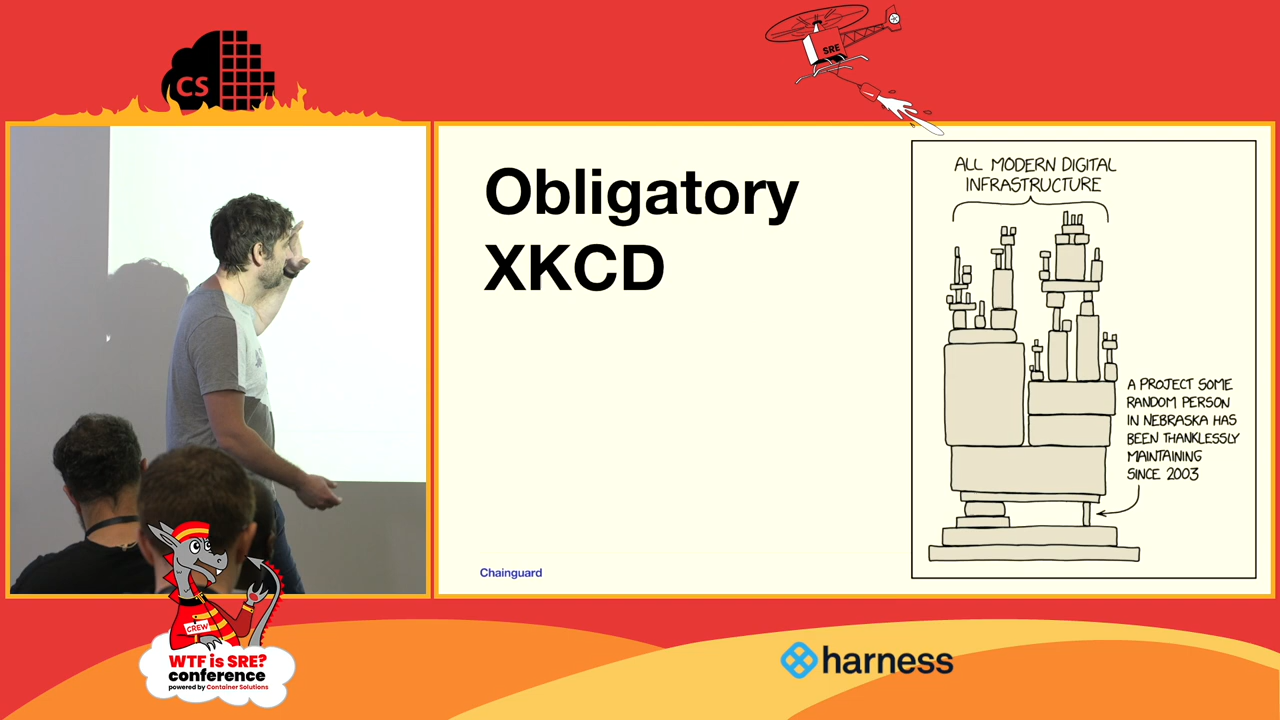 CS
SRE
Obligatory
XKCD
ALL MODERN DIGITAL
INFRASTRUCTURE
A PROJECT SOME
RANDOM PERSON
IN NEBRASKA HAS
BEEN THANKLESSLY
MAINTAINING
SINCE 2003
Chainguard
CREW
WTF is SRE?
conference
powered by Container Solutions
harness